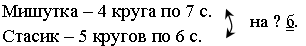 Мишутка – 4 круга по 7 с.
Стасик – 5 кругов по 6 с.
на ? б.